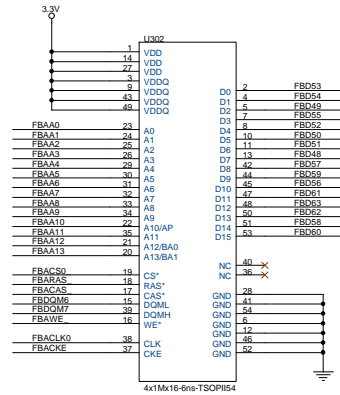 3.3V
U302
1 VDD
14 VDD
27 VDD
3 VDDQ
9 VDDQ
43 VDDQ
49 VDDQ
FBAA0 23 A0
FBAA1 24 A1
FBAA2 25 A2
FBAA3 26 A3
FBAA4 29 A4
FBAA5 30 A5
FBAA6 31 A6
FBAA7 32 A7
FBAA8 33 A8
FBAA9 34 A9
FBAA10 22 A10/AP
FBAA11 35 A11
FBAA12 21 A12/BA0
FBAA13 20 A13/BA1
FBACS0_ 19 CS*
FBARAS_ 18 RAS*
FBACAS_ 17 CAS*
FBDQM6 15 DQML
FBDQM7 39 DQMH
FBAWE_ 16 WE*
FBACLK0 38 CLK
FBACKE 37 CKE
D0 2 FBD53
D1 4 FBD54
D2 5 FBD49
D3 7 FBD55
D4 8 FBD52
D5 10 FBD50
D6 11 FBD51
D7 13 FBD48
D8 42 FBD57
D9 44 FBD59
D10 45 FBD56
D11 47 FBD61
D12 48 FBD63
D13 50 FBD62
D14 51 FBD58
D15 53 FBD60
NC 40
NC 36
GND 28
GND 41
GND 54
GND 6
GND 12
GND 46
GND 52
4x1Mx16-6ns-TSOPII54